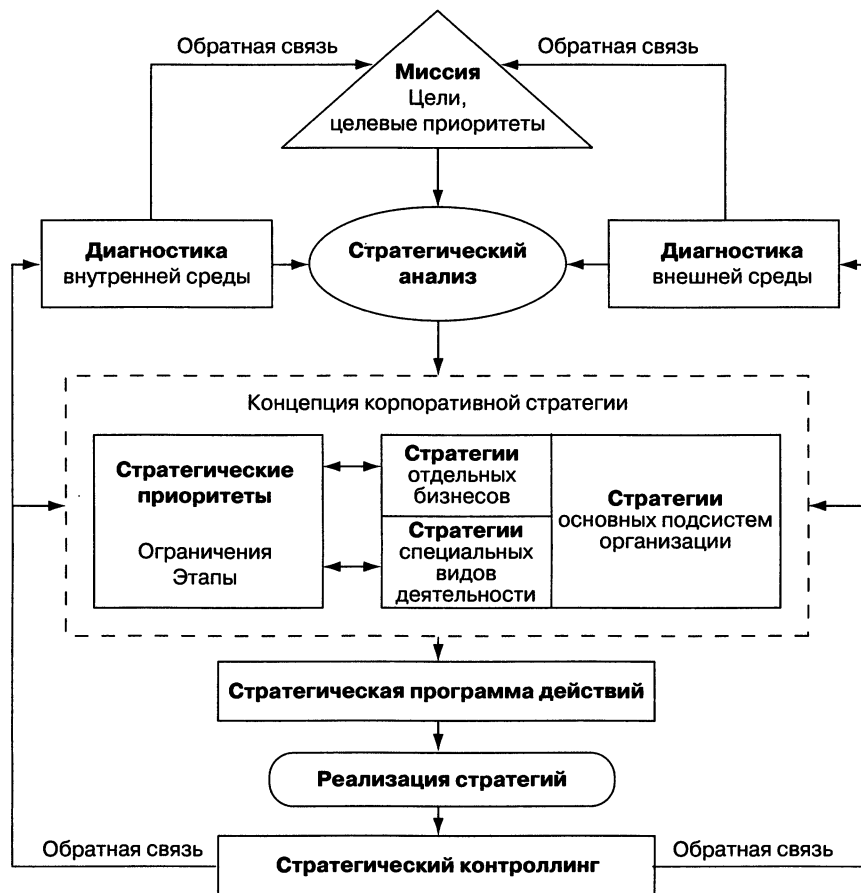 Обратная связь
Обратная связь
Миссия
Цели,
целевые приоритеты
Диагностика
внутренней среды
Стратегический
анализ
Диагностика
внешней среды
Концепция корпоративной стратегии
Стратегические
приоритеты
Ограничения
Этапы
Стратегии
отдельных
бизнесов
Стратегии
специальных
видов
деятельности
Стратегии
основных подсистем
организации
Стратегическая программа действий
Реализация стратегий
Обратная связь
Стратегический контроллинг
Обратная связь